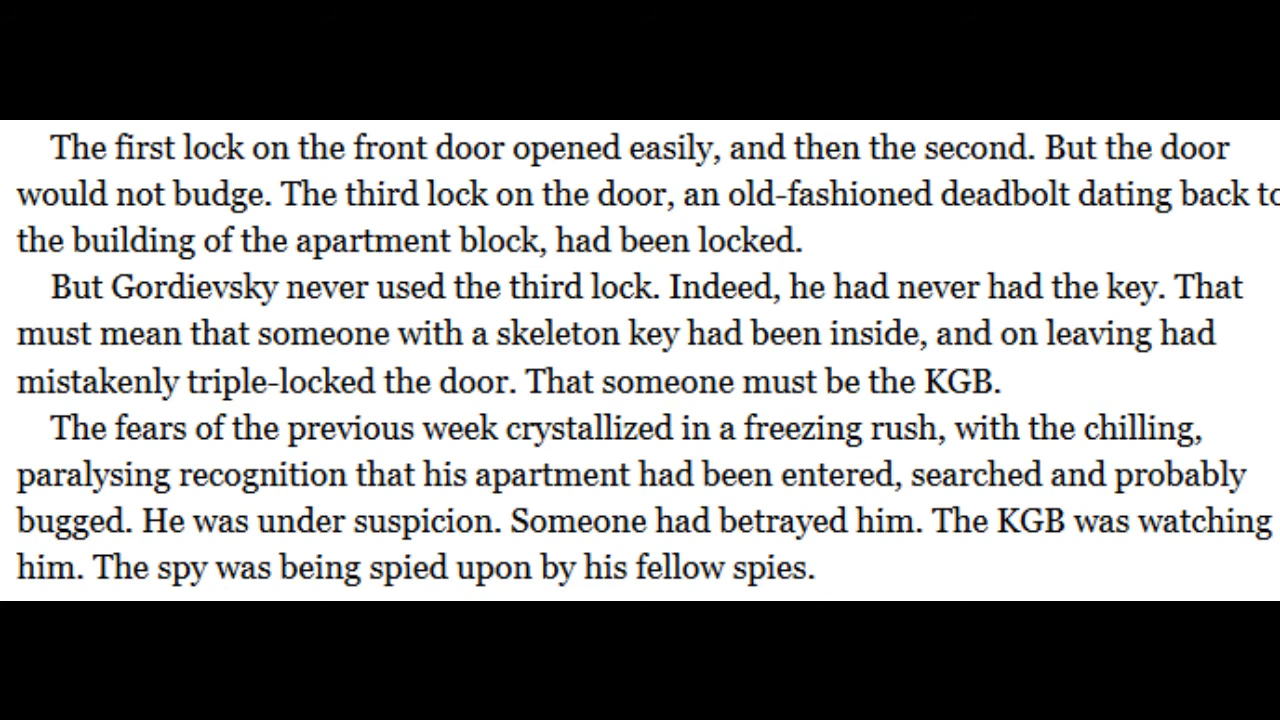 The first lock on the front door opened easily, and then the second. But the door
would not budge. The third lock on the door, an old-fashioned deadbolt dating back to
the building of the apartment block, had been locked.
But Gordievsky never used the third lock. Indeed, he had never had the key. That
must mean that someone with a skeleton key had been inside, and on leaving had
mistakenly triple-locked the door. That someone must be the KGB.
The fears of the previous week crystallized in a freezing rush, with the chilling,
paralysing recognition that his apartment had been entered, searched and probably
bugged. He was under suspicion. Someone had betrayed him. The KGB was watching
him. The spy was being spied upon by his fellow spies.